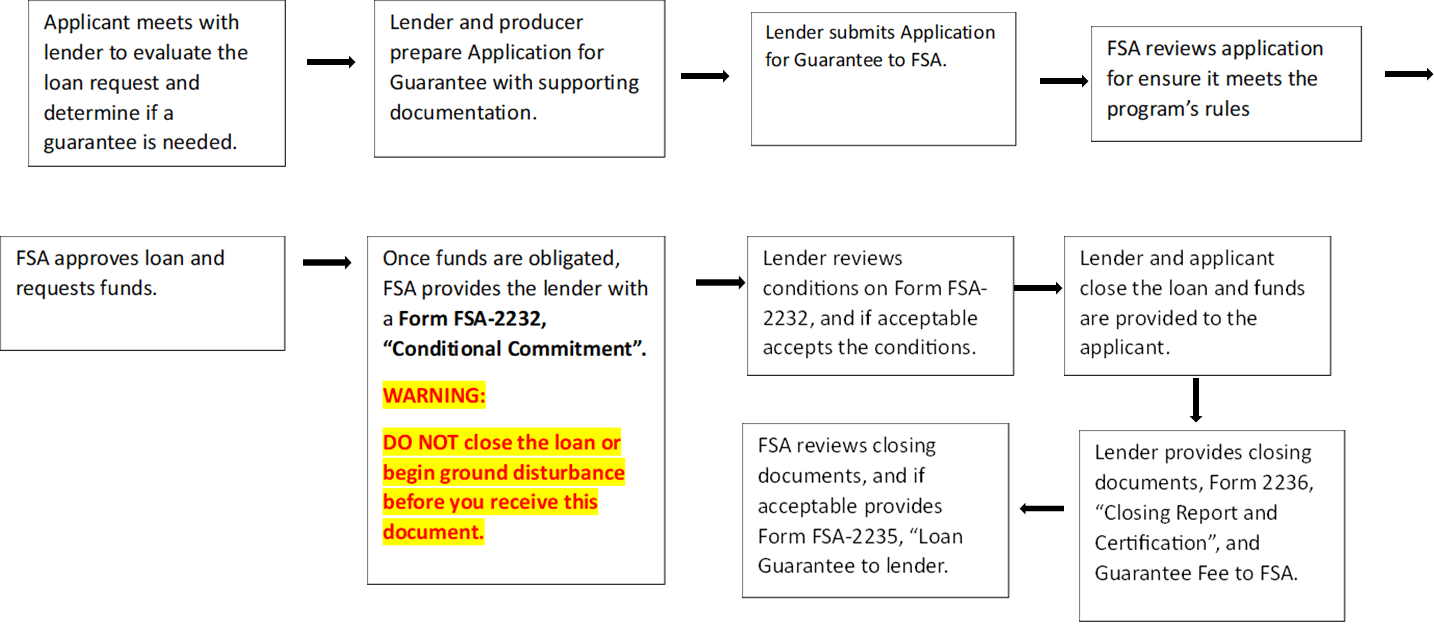 Applicant meets with
lender to evaluate the
loan request and
determine if a
guarantee is needed.
Lender and producer
prepare Application for
Guarantee with supporting
documentation.
Lender submits Application
for Guarantee to FSA.
FSA reviews application
for ensure it meets the
program’s rules
FSA approves loan and
requests funds.
Once funds are obligated,
FSA provides the lender with
a Form FSA-2232,
“Conditional Commitment”.
WARNING:
DO NOT close the loan or
begin ground disturbance
before you receive this
document.
Lender reviews
conditions on Form FSA-
2232, and if acceptable
accepts the conditions.
Lender and applicant
close the loan and funds
are provided to the
applicant.
Lender provides closing
documents, Form 2236,
“Closing Report and
Certification”, and
Guarantee Fee to FSA.
FSA reviews closing
documents, and if
acceptable provides
Form FSA-2235, “Loan
Guarantee to lender.